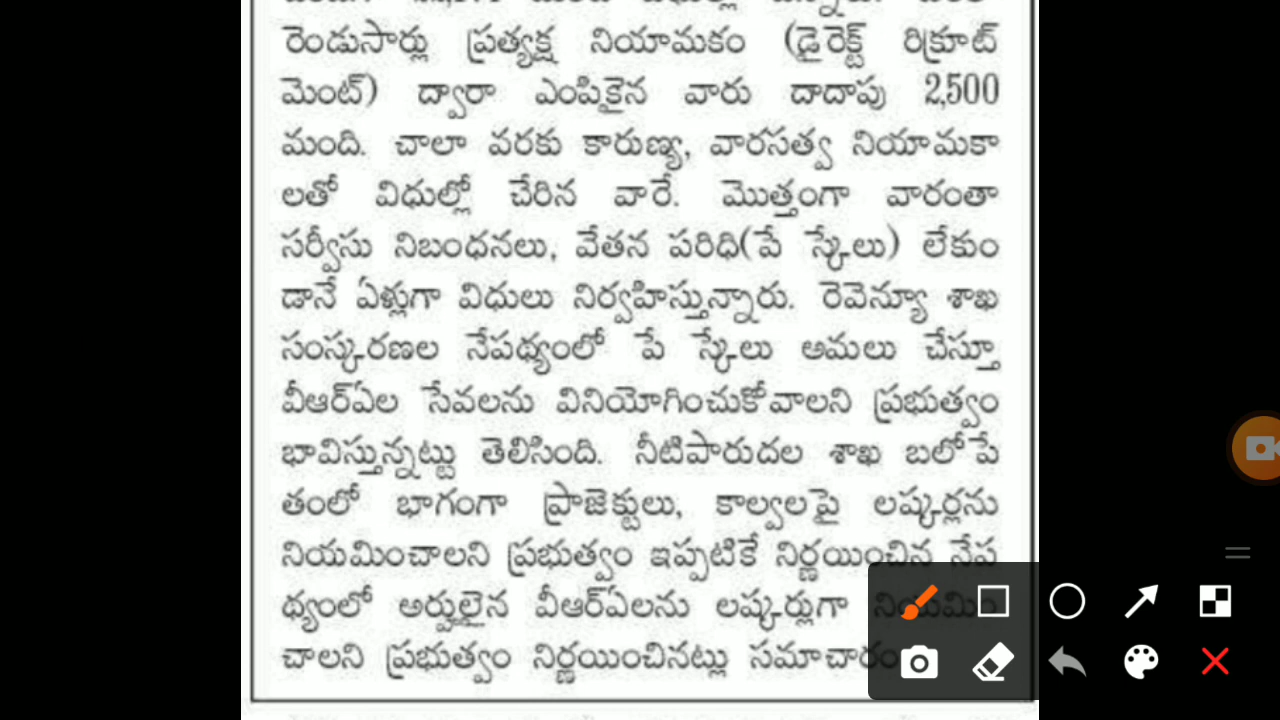 రెండుసార్లు ప్రత్యక్ష నియామకం (డైరెక్ట్ రిక్రూట్
మెంట్) ద్వారా ఎంపికైన వారు దాదాపు 2,500
మంది. చాలా వరకు కారుణ్య, వారసత్వ నియామకా
లతో విధుల్లో చేరిన వారే. మొత్తంగా వారంతా
సర్వీసు నిబంధనలు, వేతన పరిధి(పే స్కేలు) లేకుం
డానే ఏళ్లుగా విధులు నిర్వహిస్తున్నారు. రెవెన్యూ శాఖ
సంస్కరణల నేపథ్యంలో పే స్కేలు అమలు చేస్తూ
వీఆర్ఏల సేవలను వినియోగించుకోవాలని ప్రభుత్వం
భావిస్తున్నట్టు తెలిసింది. నీటిపారుదల శాఖ బలోపే
తంలో భాగంగా ప్రాజెక్టులు, కాల్వలపై లష్కర్లను
నియమించాలని ప్రభుత్వం ఇప్పటికే నిర్ణయించిన నేప
థ్యంలో అర్హులైన వీఆర్ఏలను లష్కర్లుగా నియమిం
చాలని ప్రభుత్వం నిర్ణయించినట్లు సమాచారం